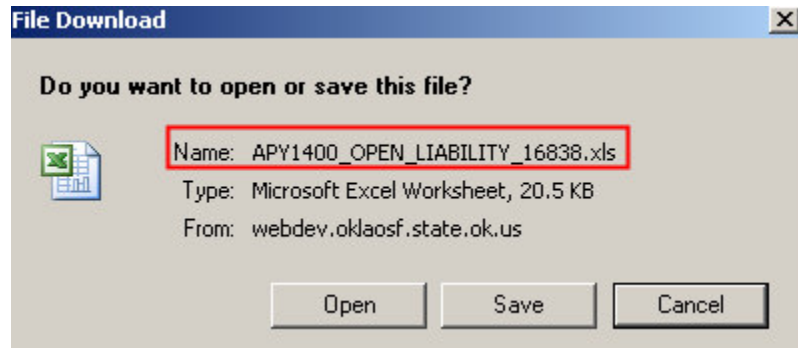 File Download
Do you want to open or save this file?
Name: APY1400_OPEN_LIABILITY_16838.xls
Type: Microsoft Excel Worksheet, 20.5 KB
From: webdev.oklaosf.state.ok.us
Open Save Cancel